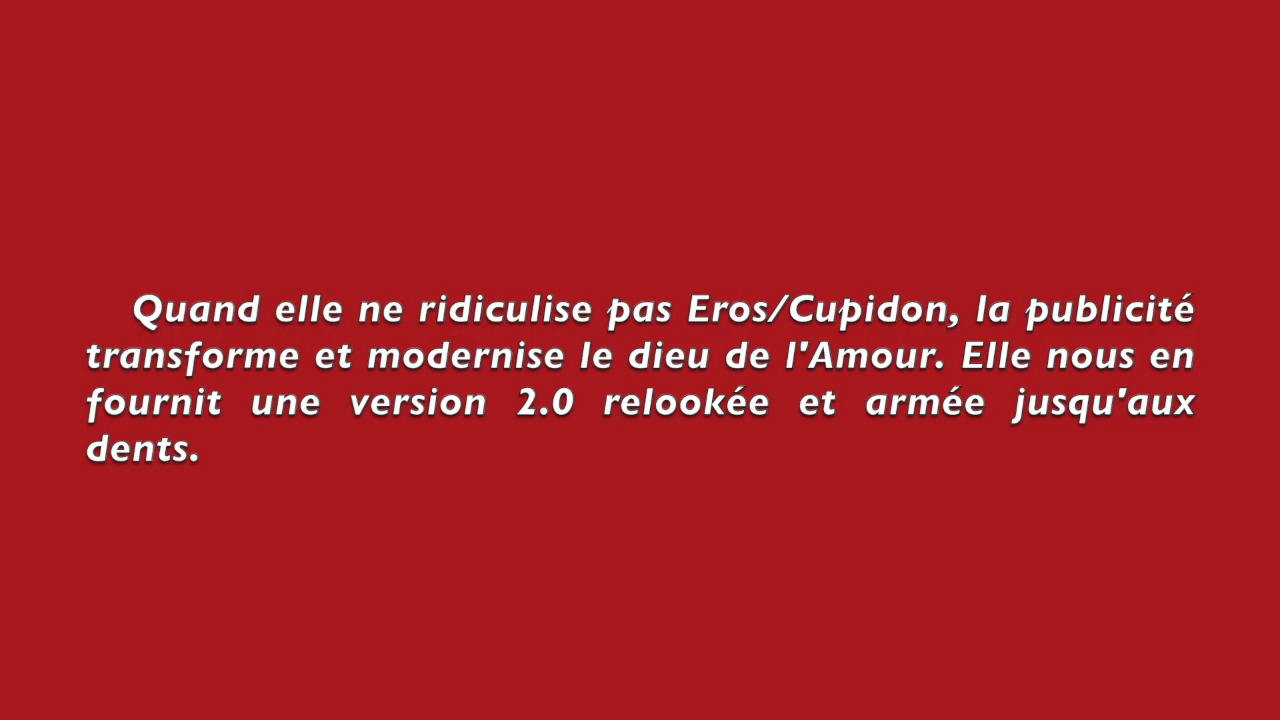 Quand elle ne ridiculise pas Eros/Cupidon, la publicité
transforme et modernise le dieu de l'Amour. Elle nous en
fournit une version 2.0 relookée et armée jusqu'aux
dents.